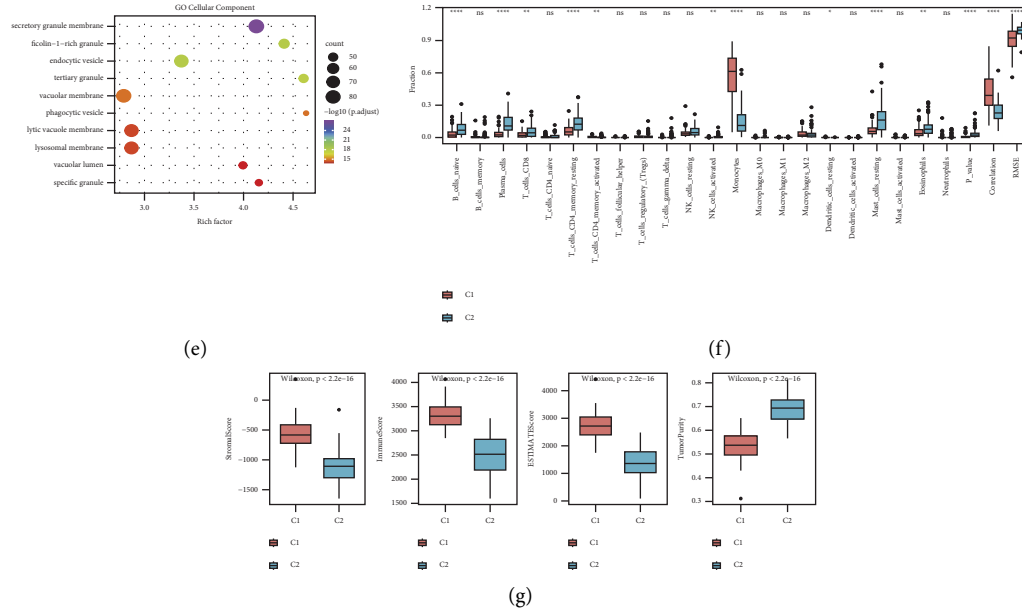 GO Cellular Component
secretory granule membrane
ficolin-1-rich granule
endocytic vesicle
tertiary granule
vacuolar membrane
phagocytic vesicle
lytic vacuole membrane
lysosomal membrane
vacuolar lumen
specific granule
3.0 3.5 4.0 4.5
Rich factor
count
50
60
70
80
-log10 (p.adjust)
24
21
18
15
(e)
Fraction
1.2
0.9
0.6
0.3
0.0
**** ns **** ** ns **** ** ns ns ns ns ** **** ns ns ns * ns **** ns ** ns **** **** ****
B_cells_naive
B_cells_memory
Plasma_cells
T_cells_CD8
T_cells_CD4_naive
T_cells_CD4_memory_resting
T_cells_CD4_memory_activated
T_cells_follicular_helper
T_cells_regulatory_(Tregs)
T_cells_gamma_delta
NK_cells_resting
NK_cells_activated
Monocytes
Macrophages_M0
Macrophages_M1
Macrophages_M2
Dendritic_cells_resting
Dendritic_cells_activated
Mast_cells_resting
Mast_cells_activated
Eosinophils
Neutrophils
P_value
Correlation
RMSE
C1
C2
(f)
Wilcoxon, p < 2.2e-16
StromalScore
0
-500
-1000
-1500
C1 C2
C1
C2
Wilcoxon, p < 2.2e-16
ImmuneScore
4000
3500
3000
2500
2000
1500
C1 C2
C1
C2
Wilcoxon, p < 2.2e-16
ESTIMATEScore
4000
3000
2000
1000
0
C1 C2
C1
C2
Wilcoxon, p < 2.2e-16
TumorPurity
0.8
0.7
0.6
0.5
0.4
0.3
C1 C2
C1
C2
(g)